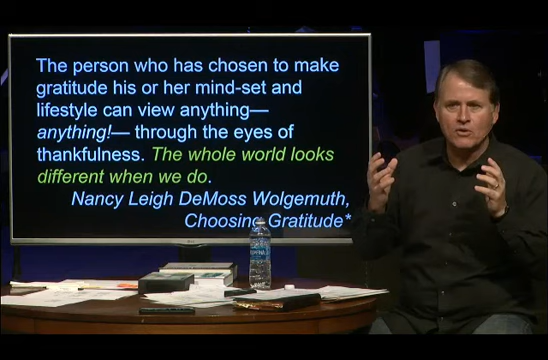 The person who has chosen to make
gratitude his or her mind-set and
lifestyle can view anything—
anything!— through the eyes of
thankfulness. The whole world looks
different when we do.
Nancy Leigh DeMoss Wolgemuth,
Choosing Gratitude*